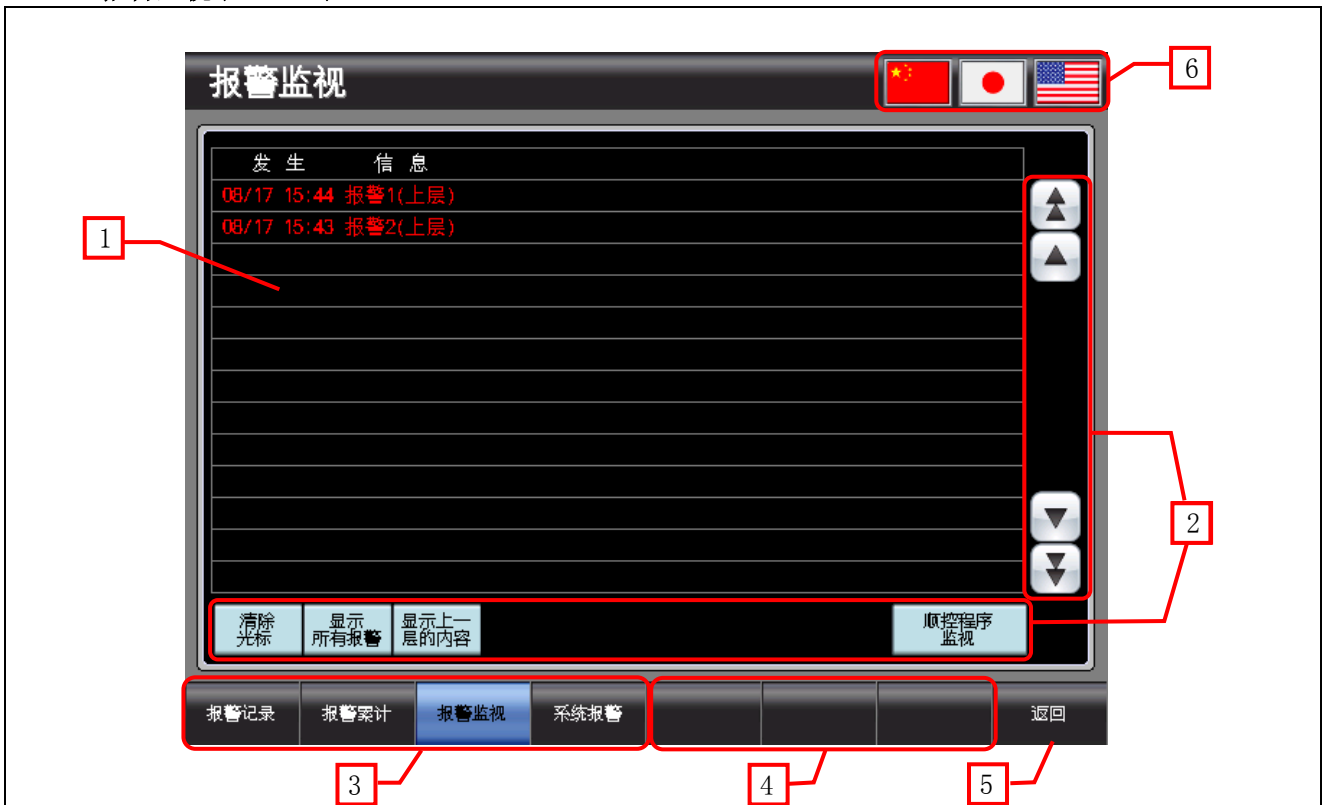 报警监视
6
发 生 信 息
08/17 15:44 报警1(上层)
08/17 15:43 报警2(上层)
1
2
清除
光标
显示
所有报警
显示上一
层的内容
顺控程序
监视
报警记录 报警累计 报警监视 系统报警 返回
3 4 5